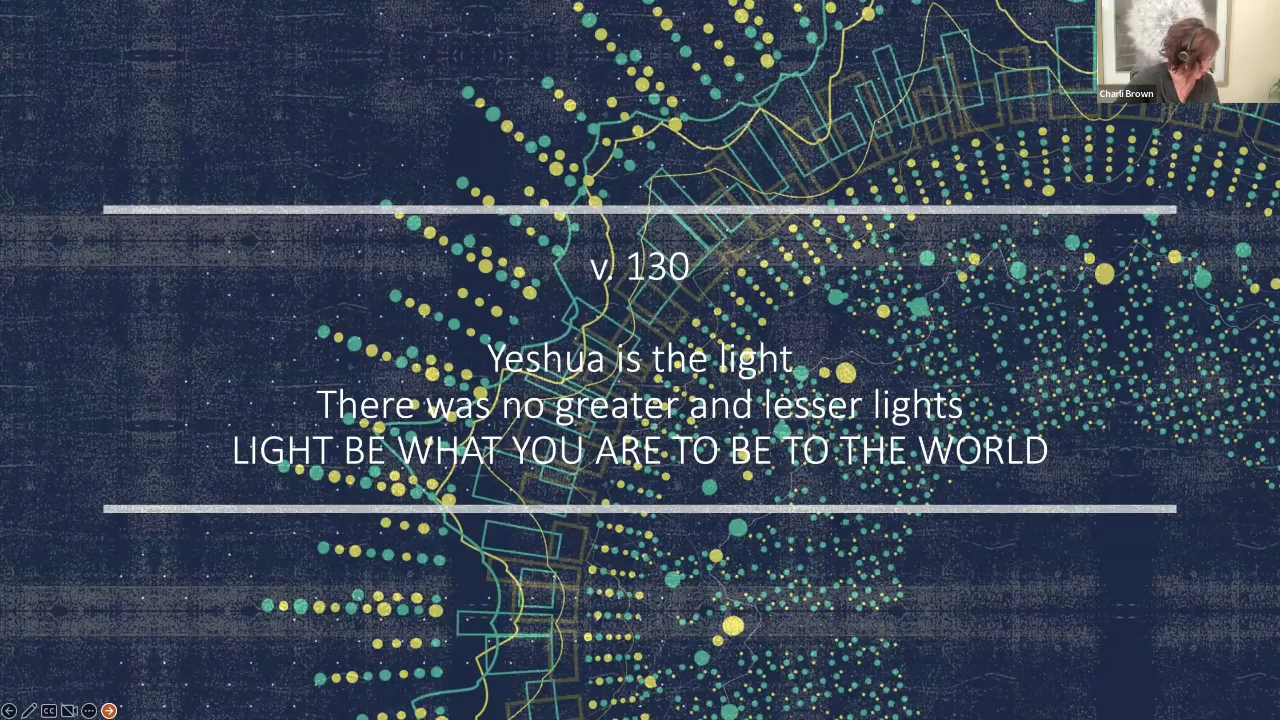 Charli Brown
v. 130
Yeshua is the light
There was no greater and lesser lights
LIGHT BE WHAT YOU ARE TO BE TO THE WORLD
CC